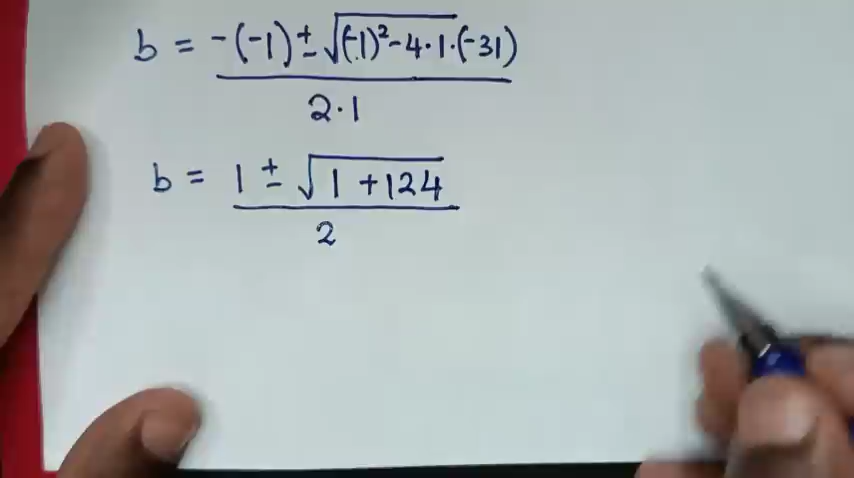 b = -(-1) ± √(-1)² - 4·1·(-31)
2·1
b = 1 ± √1 + 124
2